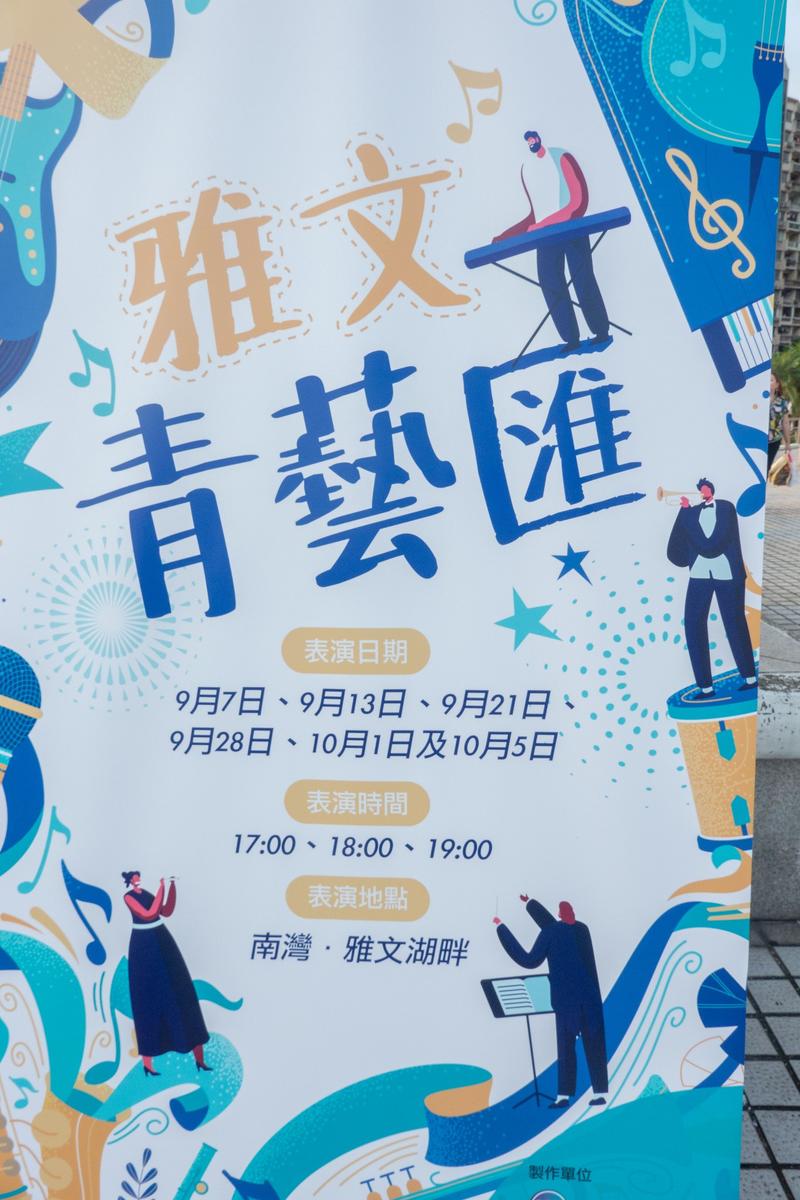 雅文
青藝匯
表演日期
9月7日、9月13日、9月21日、
9月28日、10月1日及10月5日
表演時間
17:00、18:00、19:00
表演地點
南灣‧雅文湖畔
製作單位